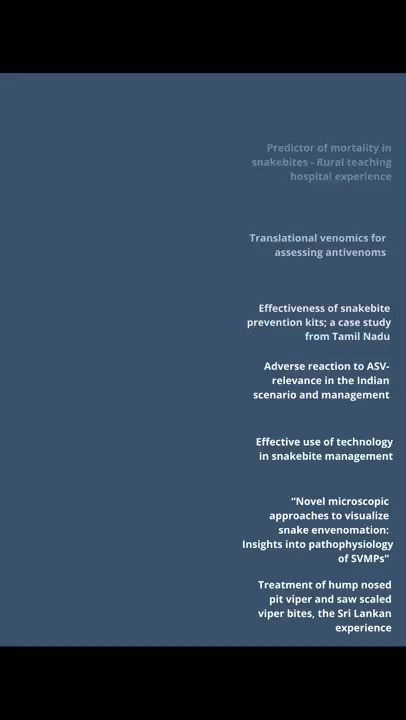 Predictor of mortality in
snakebites - Rural teaching
hospital experience
Translational venomics for
assessing antivenoms
Effectiveness of snakebite
prevention kits; a case study
from Tamil Nadu
Adverse reaction to ASV-
relevance in the Indian
scenario and management
Effective use of technology
in snakebite management
“Novel microscopic
approaches to visualize
snake envenomation:
Insights into pathophysiology
of SVMPs”
Treatment of hump nosed
pit viper and saw scaled
viper bites, the Sri Lankan
experience